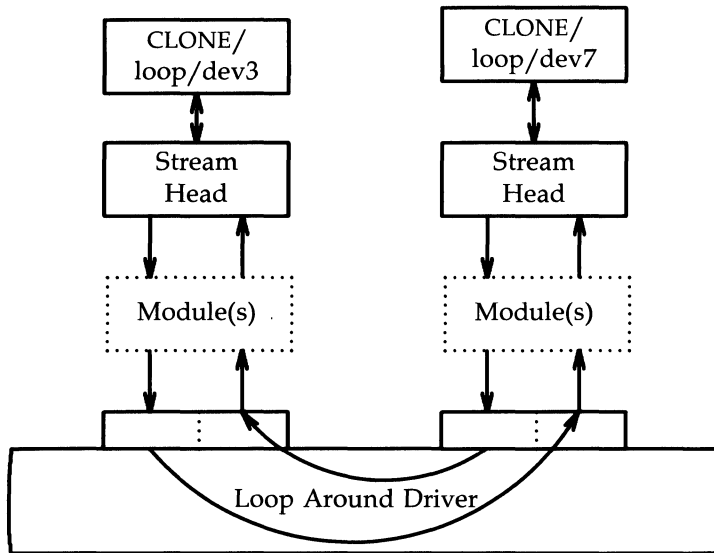 CLONE/
loop/dev3
CLONE/
loop/dev7
Stream
Head
Stream
Head
Module(s)
Module(s)
Loop Around Driver